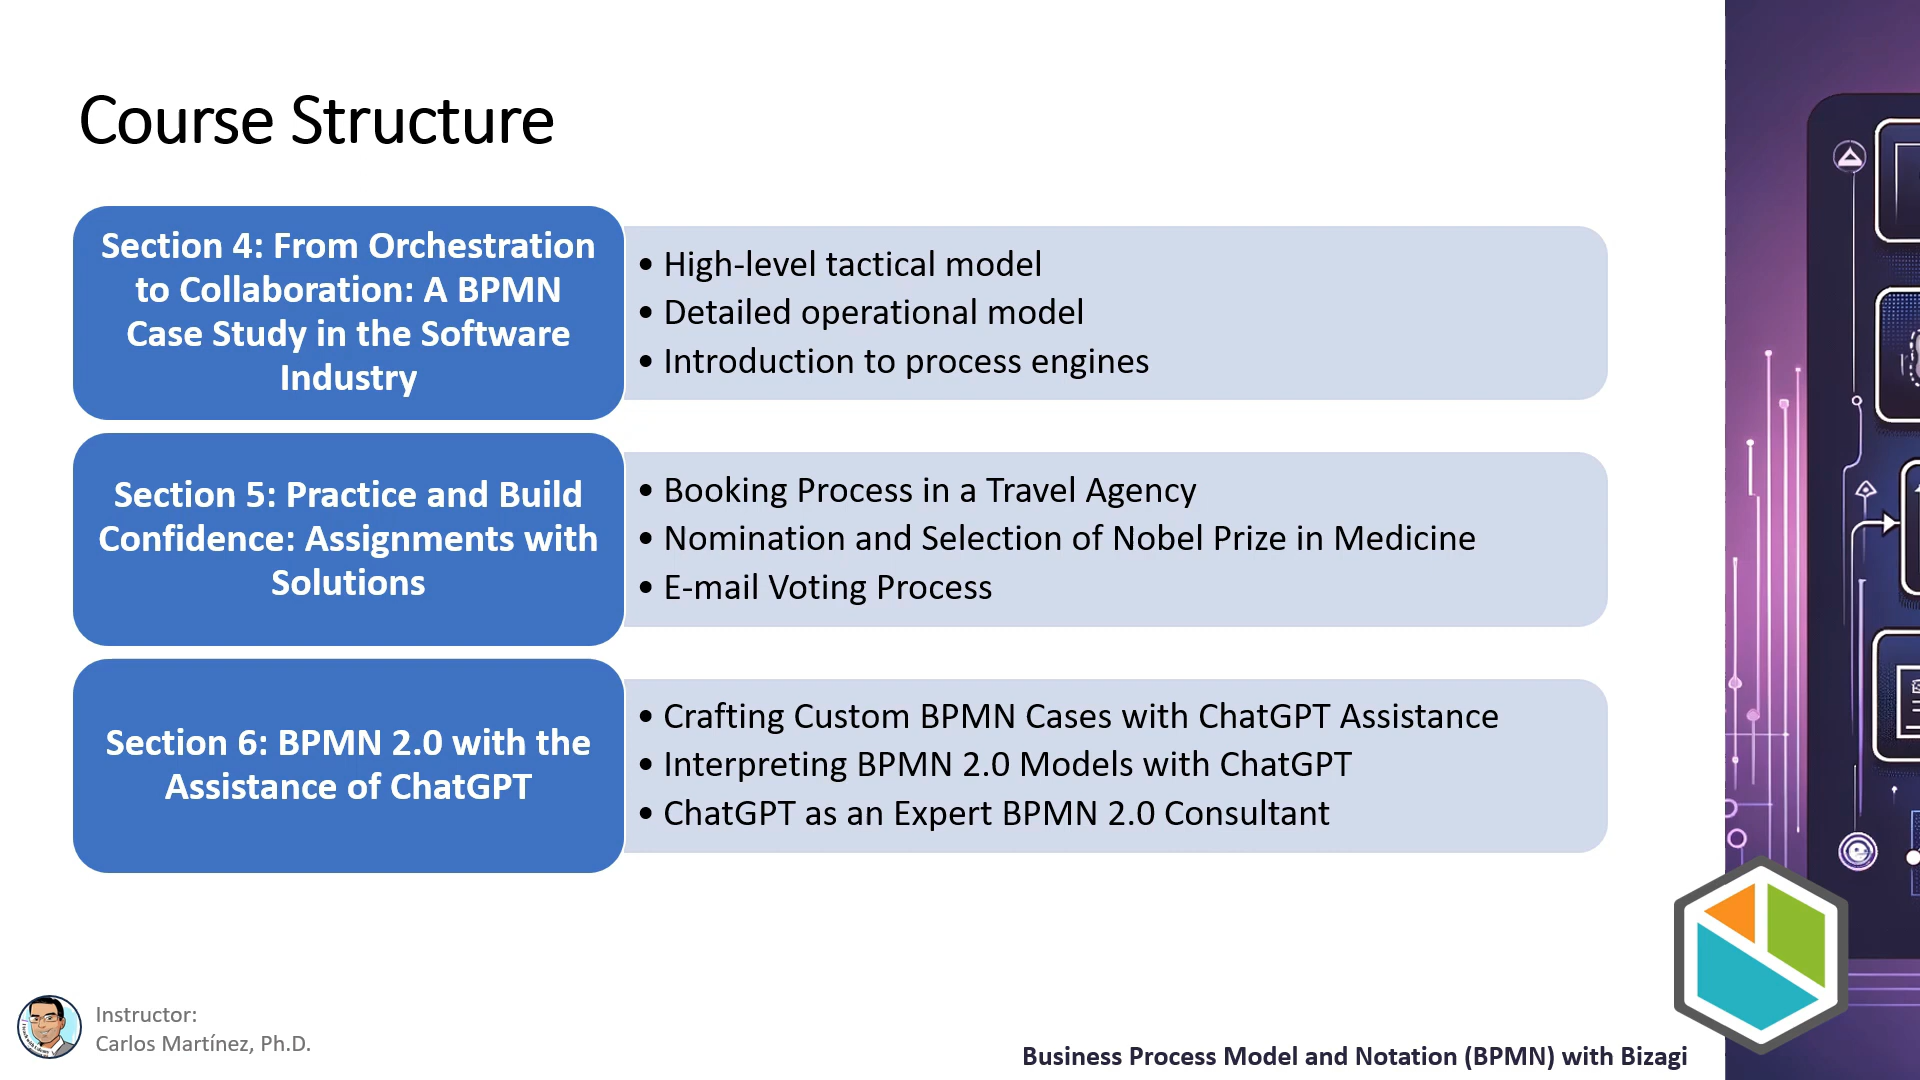 Course Structure
Section 4: From Orchestration
to Collaboration: A BPMN
Case Study in the Software
Industry
• High-level tactical model
• Detailed operational model
• Introduction to process engines
Section 5: Practice and Build
Confidence: Assignments with
Solutions
• Booking Process in a Travel Agency
• Nomination and Selection of Nobel Prize in Medicine
• E-mail Voting Process
Section 6: BPMN 2.0 with the
Assistance of ChatGPT
• Crafting Custom BPMN Cases with ChatGPT Assistance
• Interpreting BPMN 2.0 Models with ChatGPT
• ChatGPT as an Expert BPMN 2.0 Consultant
Instructor:
Carlos Martínez, Ph.D.
Business Process Model and Notation (BPMN) with Bizagi